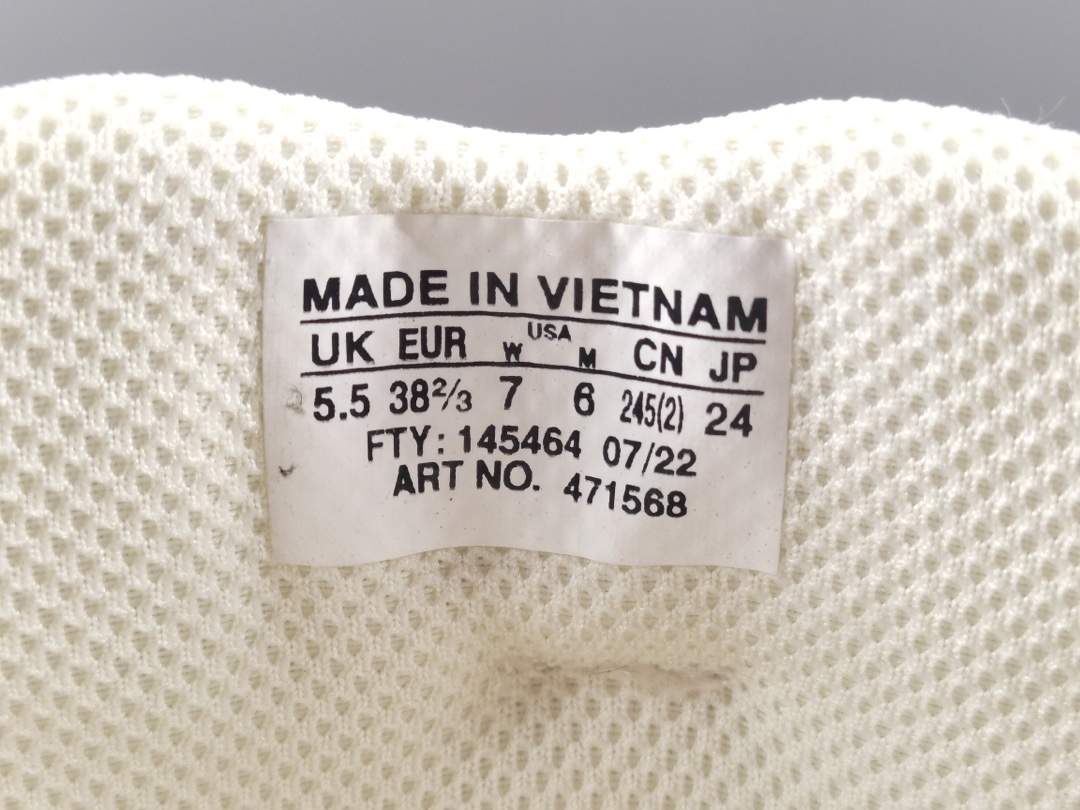 MADE IN VIETNAM
UK EUR W USA M CN JP
5.5 38⅔ 7 6 245(2) 24
FTY: 145464 07/22
ART NO. 471568